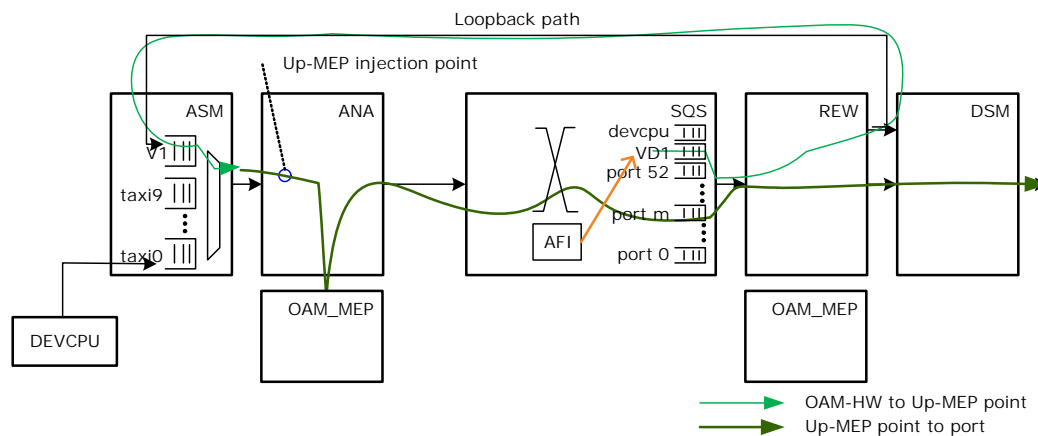 Loopback path
Up-MEP injection point
ASM
ANA
SQS
REW
DSM
V1
taxi9
taxi0
devcpu
VD1
port 52
port m
port 0
AFI
OAM_MEP
OAM_MEP
DEVCPU
OAM-HW to Up-MEP point
Up-MEP point to port